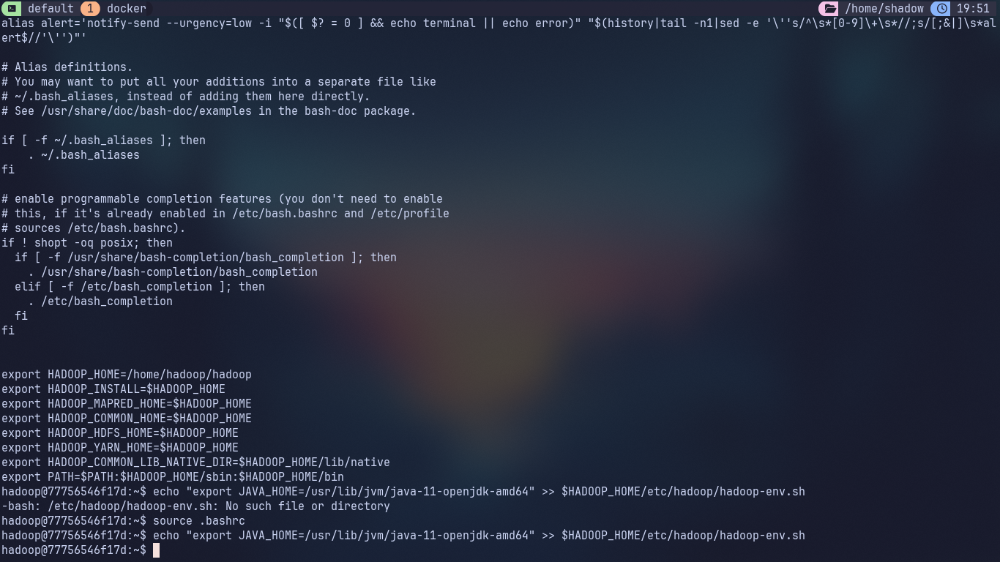 default 1 docker /home/shadow 19:51
alias alert='notify-send --urgency=low -i "$([ $? = 0 ] && echo terminal || echo error)" "$(history|tail -n1|sed -e '\''s/^\s*[0-9]\+\s*//;s/[;&|]\s*al
ert$//'\'')"'
# Alias definitions.
# You may want to put all your additions into a separate file like
# ~/.bash_aliases, instead of adding them here directly.
# See /usr/share/doc/bash-doc/examples in the bash-doc package.
if [ -f ~/.bash_aliases ]; then
    . ~/.bash_aliases
fi
# enable programmable completion features (you don't need to enable
# this, if it's already enabled in /etc/bash.bashrc and /etc/profile
# sources /etc/bash.bashrc).
if ! shopt -oq posix; then
  if [ -f /usr/share/bash-completion/bash_completion ]; then
    . /usr/share/bash-completion/bash_completion
  elif [ -f /etc/bash_completion ]; then
    . /etc/bash_completion
  fi
fi
export HADOOP_HOME=/home/hadoop/hadoop
export HADOOP_INSTALL=$HADOOP_HOME
export HADOOP_MAPRED_HOME=$HADOOP_HOME
export HADOOP_COMMON_HOME=$HADOOP_HOME
export HADOOP_HDFS_HOME=$HADOOP_HOME
export HADOOP_YARN_HOME=$HADOOP_HOME
export HADOOP_COMMON_LIB_NATIVE_DIR=$HADOOP_HOME/lib/native
export PATH=$PATH:$HADOOP_HOME/sbin:$HADOOP_HOME/bin
hadoop@77756546f17d:~$ echo "export JAVA_HOME=/usr/lib/jvm/java-11-openjdk-amd64" >> $HADOOP_HOME/etc/hadoop/hadoop-env.sh
-bash: /etc/hadoop/hadoop-env.sh: No such file or directory
hadoop@77756546f17d:~$ source .bashrc
hadoop@77756546f17d:~$ echo "export JAVA_HOME=/usr/lib/jvm/java-11-openjdk-amd64" >> $HADOOP_HOME/etc/hadoop/hadoop-env.sh
hadoop@77756546f17d:~$